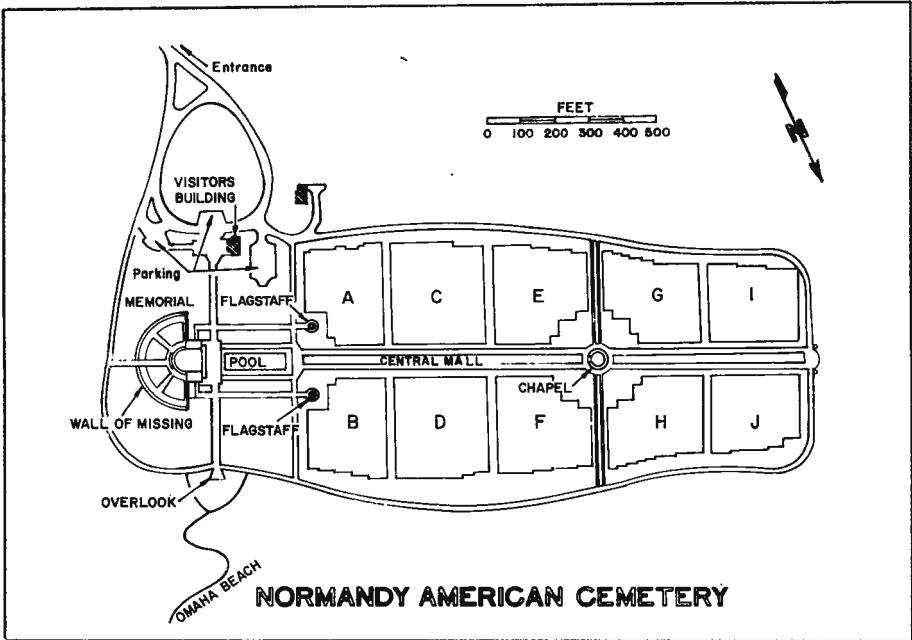 Entrance
FEET
0 100 200 300 400 500
N
VISITORS
BUILDING
Parking
MEMORIAL
FLAGSTAFF
A
C
E
G
I
POOL
CENTRAL MALL
CHAPEL
WALL OF MISSING
FLAGSTAFF
B
D
F
H
J
OVERLOOK
OMAHA BEACH
NORMANDY AMERICAN CEMETERY